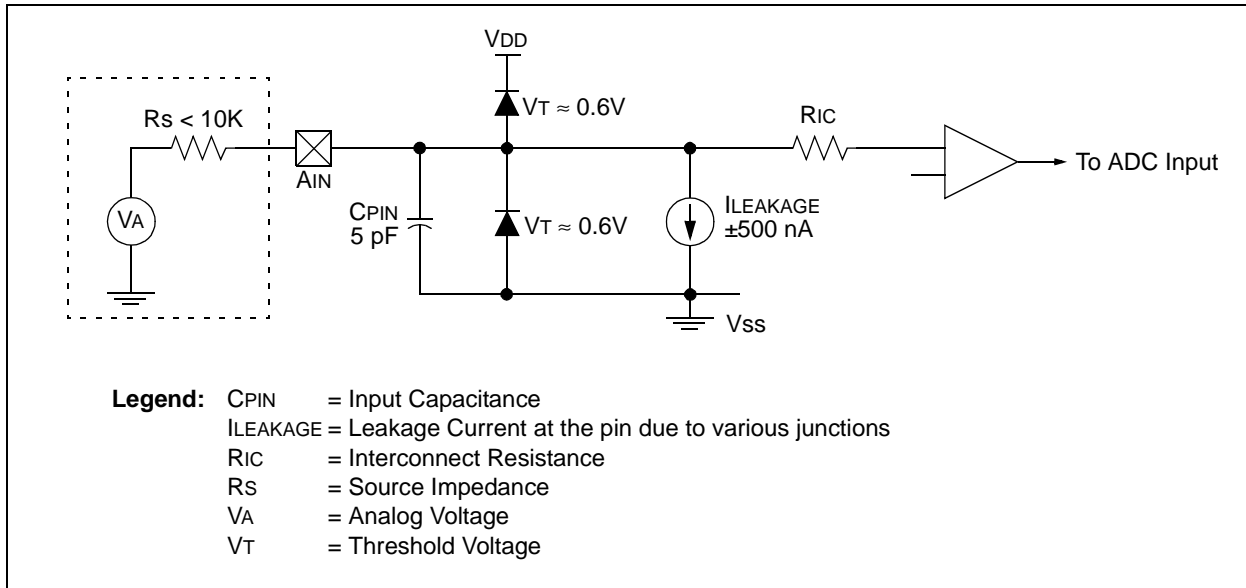 VDD
VT ≈ 0.6V
RS < 10K
RIC
AIN
To ADC Input
VA
CPIN
5 pF
VT ≈ 0.6V
ILEAKAGE
±500 nA
Vss
Legend: CPIN = Input Capacitance
ILEAKAGE = Leakage Current at the pin due to various junctions
RIC = Interconnect Resistance
RS = Source Impedance
VA = Analog Voltage
VT = Threshold Voltage